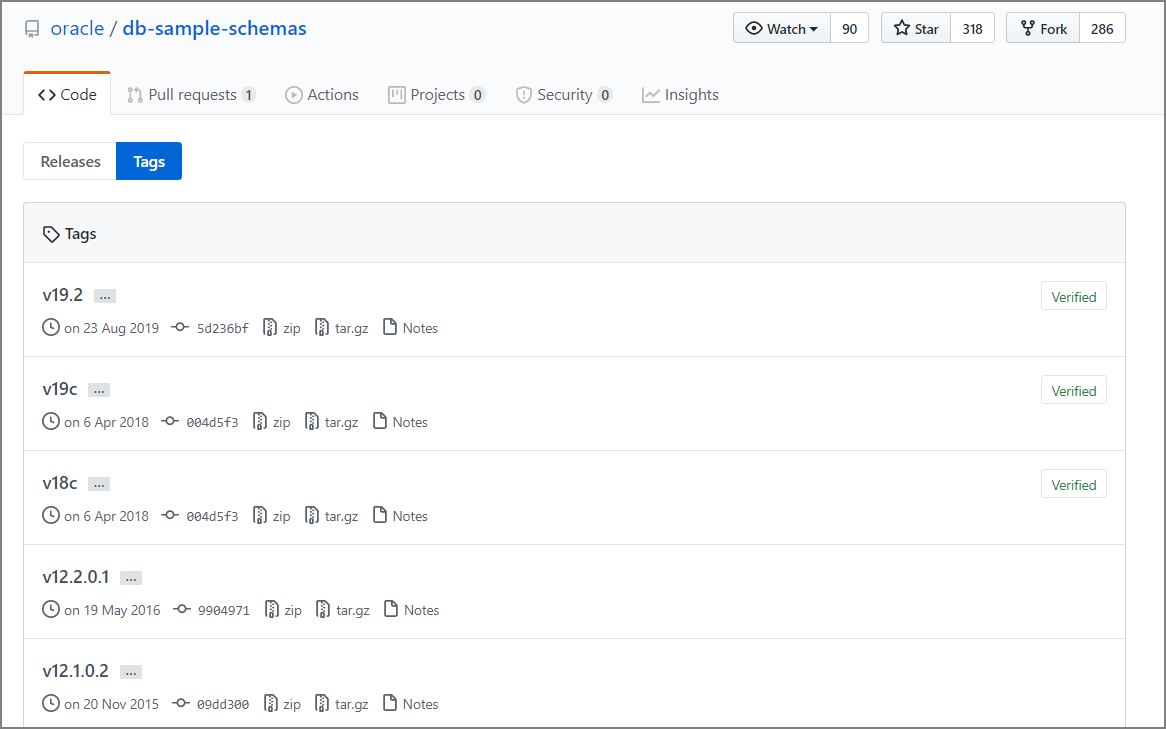 oracle / db-sample-schemas
Watch 90 Star 318 Fork 286
Code Pull requests 1 Actions Projects 0 Security 0 Insights
Releases Tags
Tags
v19.2 ...
Verified
on 23 Aug 2019 5d236bf zip tar.gz Notes
v19c ...
Verified
on 6 Apr 2018 004d5f3 zip tar.gz Notes
v18c ...
Verified
on 6 Apr 2018 004d5f3 zip tar.gz Notes
v12.2.0.1 ...
on 19 May 2016 9904971 zip tar.gz Notes
v12.1.0.2 ...
on 20 Nov 2015 09dd300 zip tar.gz Notes